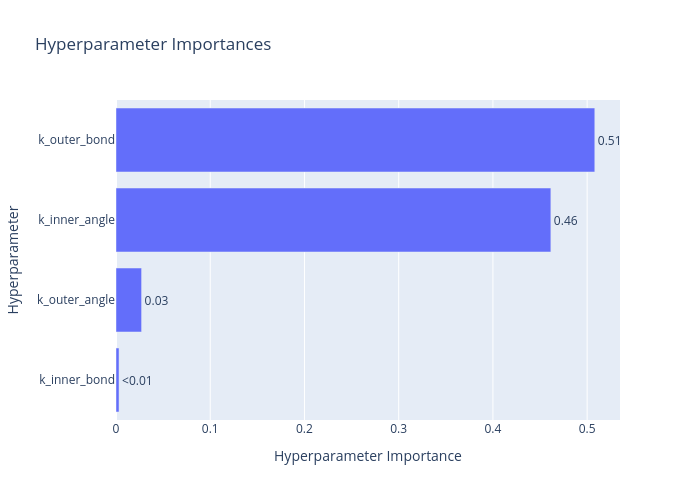 Hyperparameter Importances
Hyperparameter
k_outer_bond
0.51
k_inner_angle
0.46
k_outer_angle
0.03
k_inner_bond
<0.01
0
0.1
0.2
0.3
0.4
0.5
Hyperparameter Importance